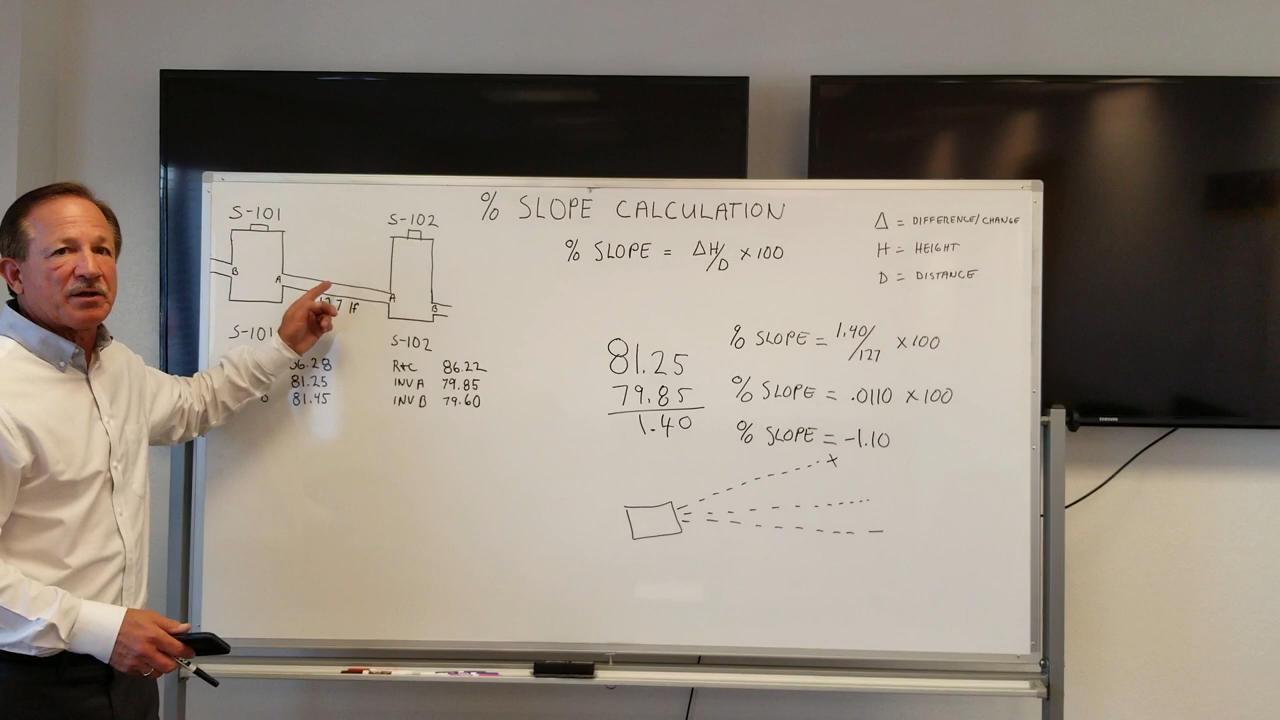 % SLOPE CALCULATION
S-101
S-102
% SLOPE = ΔH/D × 100
Δ = DIFFERENCE/CHANGE
H = HEIGHT
D = DISTANCE
B
A
A
B
lf
S-101
81.25
81.45
S-102
R+C 86.22
INV A 79.85
INV B 79.60
81.25
79.85
1.40
% SLOPE = 1.40/127 × 100
% SLOPE = .0110 × 100
% SLOPE = -1.10
SAMSUNG